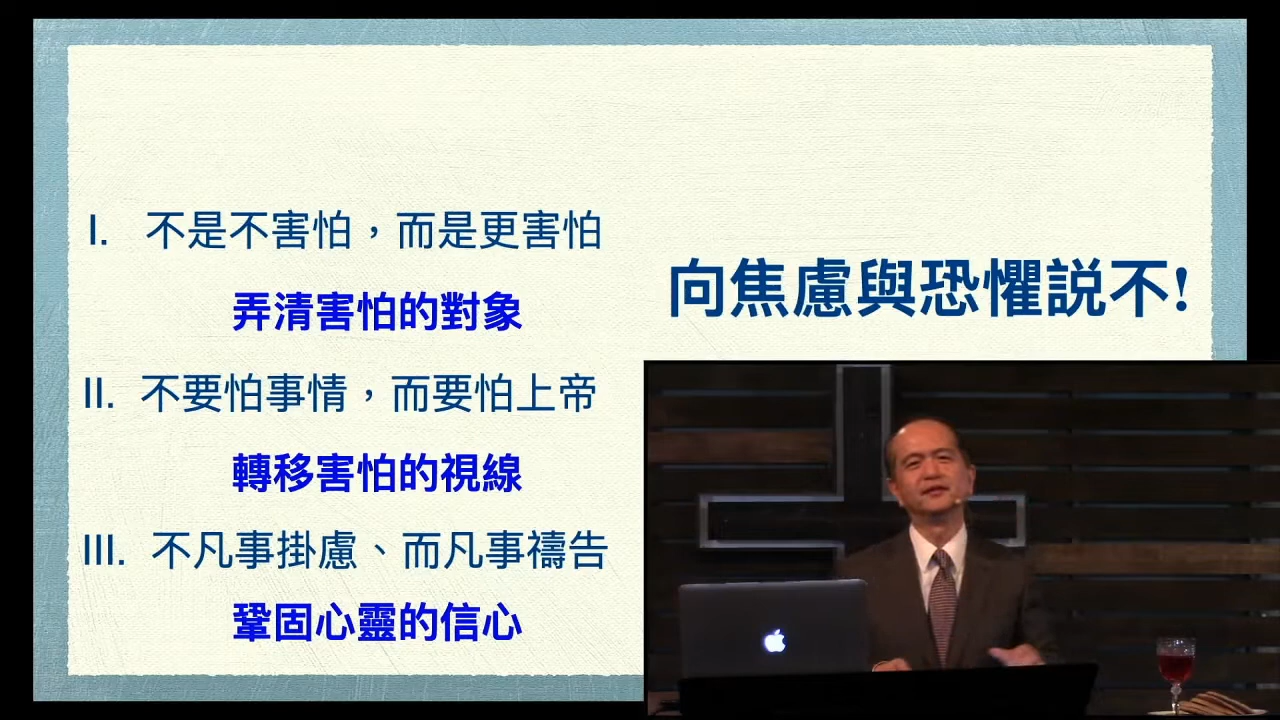 I. 不是不害怕，而是更害怕
弄清害怕的對象
II. 不要怕事情，而要怕上帝
轉移害怕的視線
III. 不凡事掛慮、而凡事禱告
鞏固心靈的信心
向焦慮與恐懼説不!